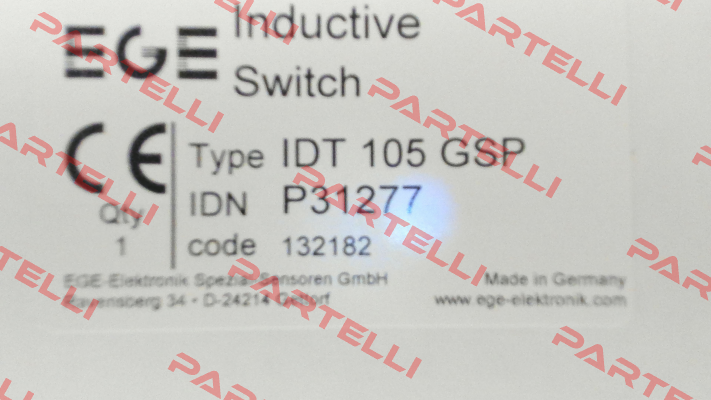 EGE Inductive
Switch
CE Type IDT 105 GSP
Qty IDN P31277
1 code 132182
EGE-Elektronik Spezial-Sensoren GmbH Made in Germany
Ravensberg 34 • D-24214 Gettorf www.ege-elektronik.com
PARTELLI